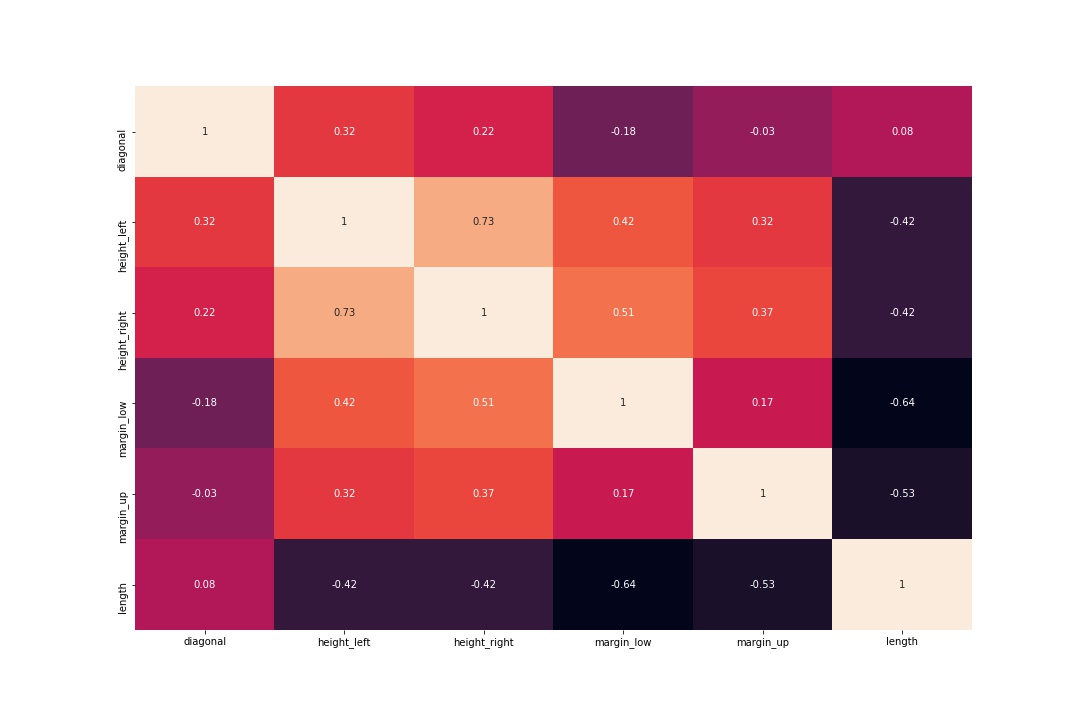 diagonal 1 0.32 0.22 -0.18 -0.03 0.08
height_left 0.32 1 0.73 0.42 0.32 -0.42
height_right 0.22 0.73 1 0.51 0.37 -0.42
margin_low -0.18 0.42 0.51 1 0.17 -0.64
margin_up -0.03 0.32 0.37 0.17 1 -0.53
length 0.08 -0.42 -0.42 -0.64 -0.53 1
diagonal height_left height_right margin_low margin_up length